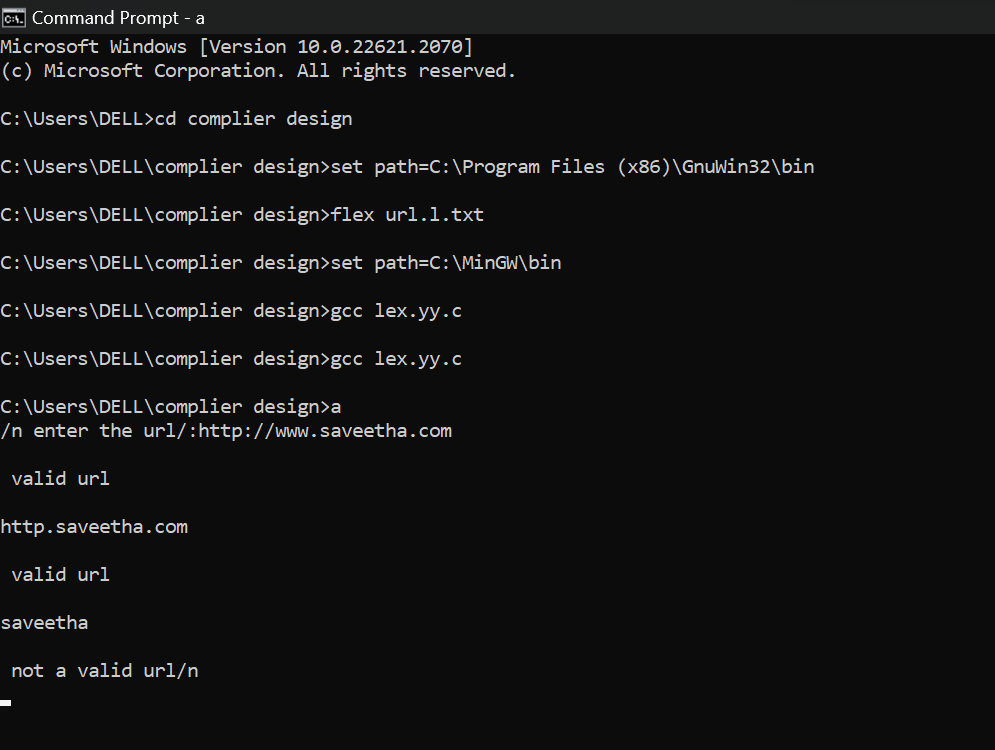 Command Prompt - a
Microsoft Windows [Version 10.0.22621.2070]
(c) Microsoft Corporation. All rights reserved.
C:\Users\DELL>cd complier design
C:\Users\DELL\complier design>set path=C:\Program Files (x86)\GnuWin32\bin
C:\Users\DELL\complier design>flex url.l.txt
C:\Users\DELL\complier design>set path=C:\MinGW\bin
C:\Users\DELL\complier design>gcc lex.yy.c
C:\Users\DELL\complier design>gcc lex.yy.c
C:\Users\DELL\complier design>a
/n enter the url/:http://www.saveetha.com
valid url
http.saveetha.com
valid url
saveetha
not a valid url/n